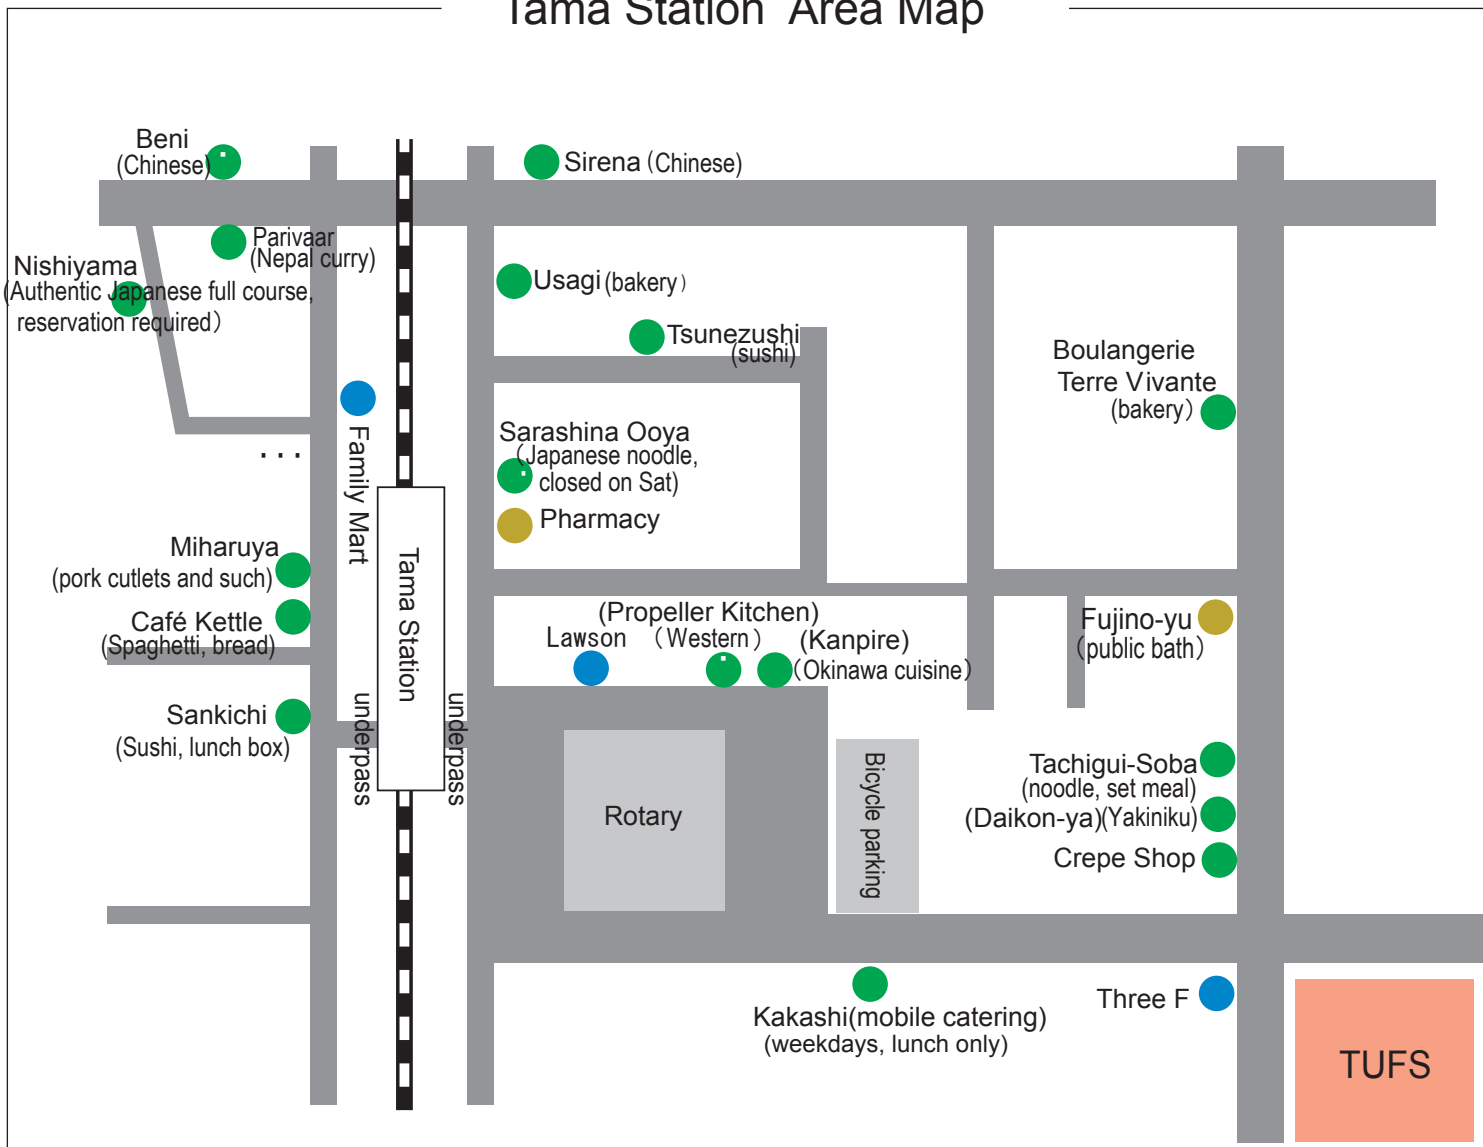 Tama Station Area Map
Beni
(Chinese)
Sirena (Chinese)
Parivaar
(Nepal curry)
Nishiyama
(Authentic Japanese full course,
reservation required)
Usagi (bakery)
Tsunezushi
(sushi)
Boulangerie
Terre Vivante
(bakery)
Family Mart
Sarashina Ooya
(Japanese noodle,
closed on Sat)
Pharmacy
...
Miharuya
(pork cutlets and such)
Café Kettle
(Spaghetti, bread)
Tama Station
(Propeller Kitchen)
Lawson
(Western)
(Kanpire)
(Okinawa cuisine)
Fujino-yu
(public bath)
Sankichi
(Sushi, lunch box)
underpass
underpass
Rotary
Bicycle parking
Tachigui-Soba
(noodle, set meal)
(Daikon-ya)(Yakiniku)
Crepe Shop
Kakashi(mobile catering)
(weekdays, lunch only)
Three F
TUFS